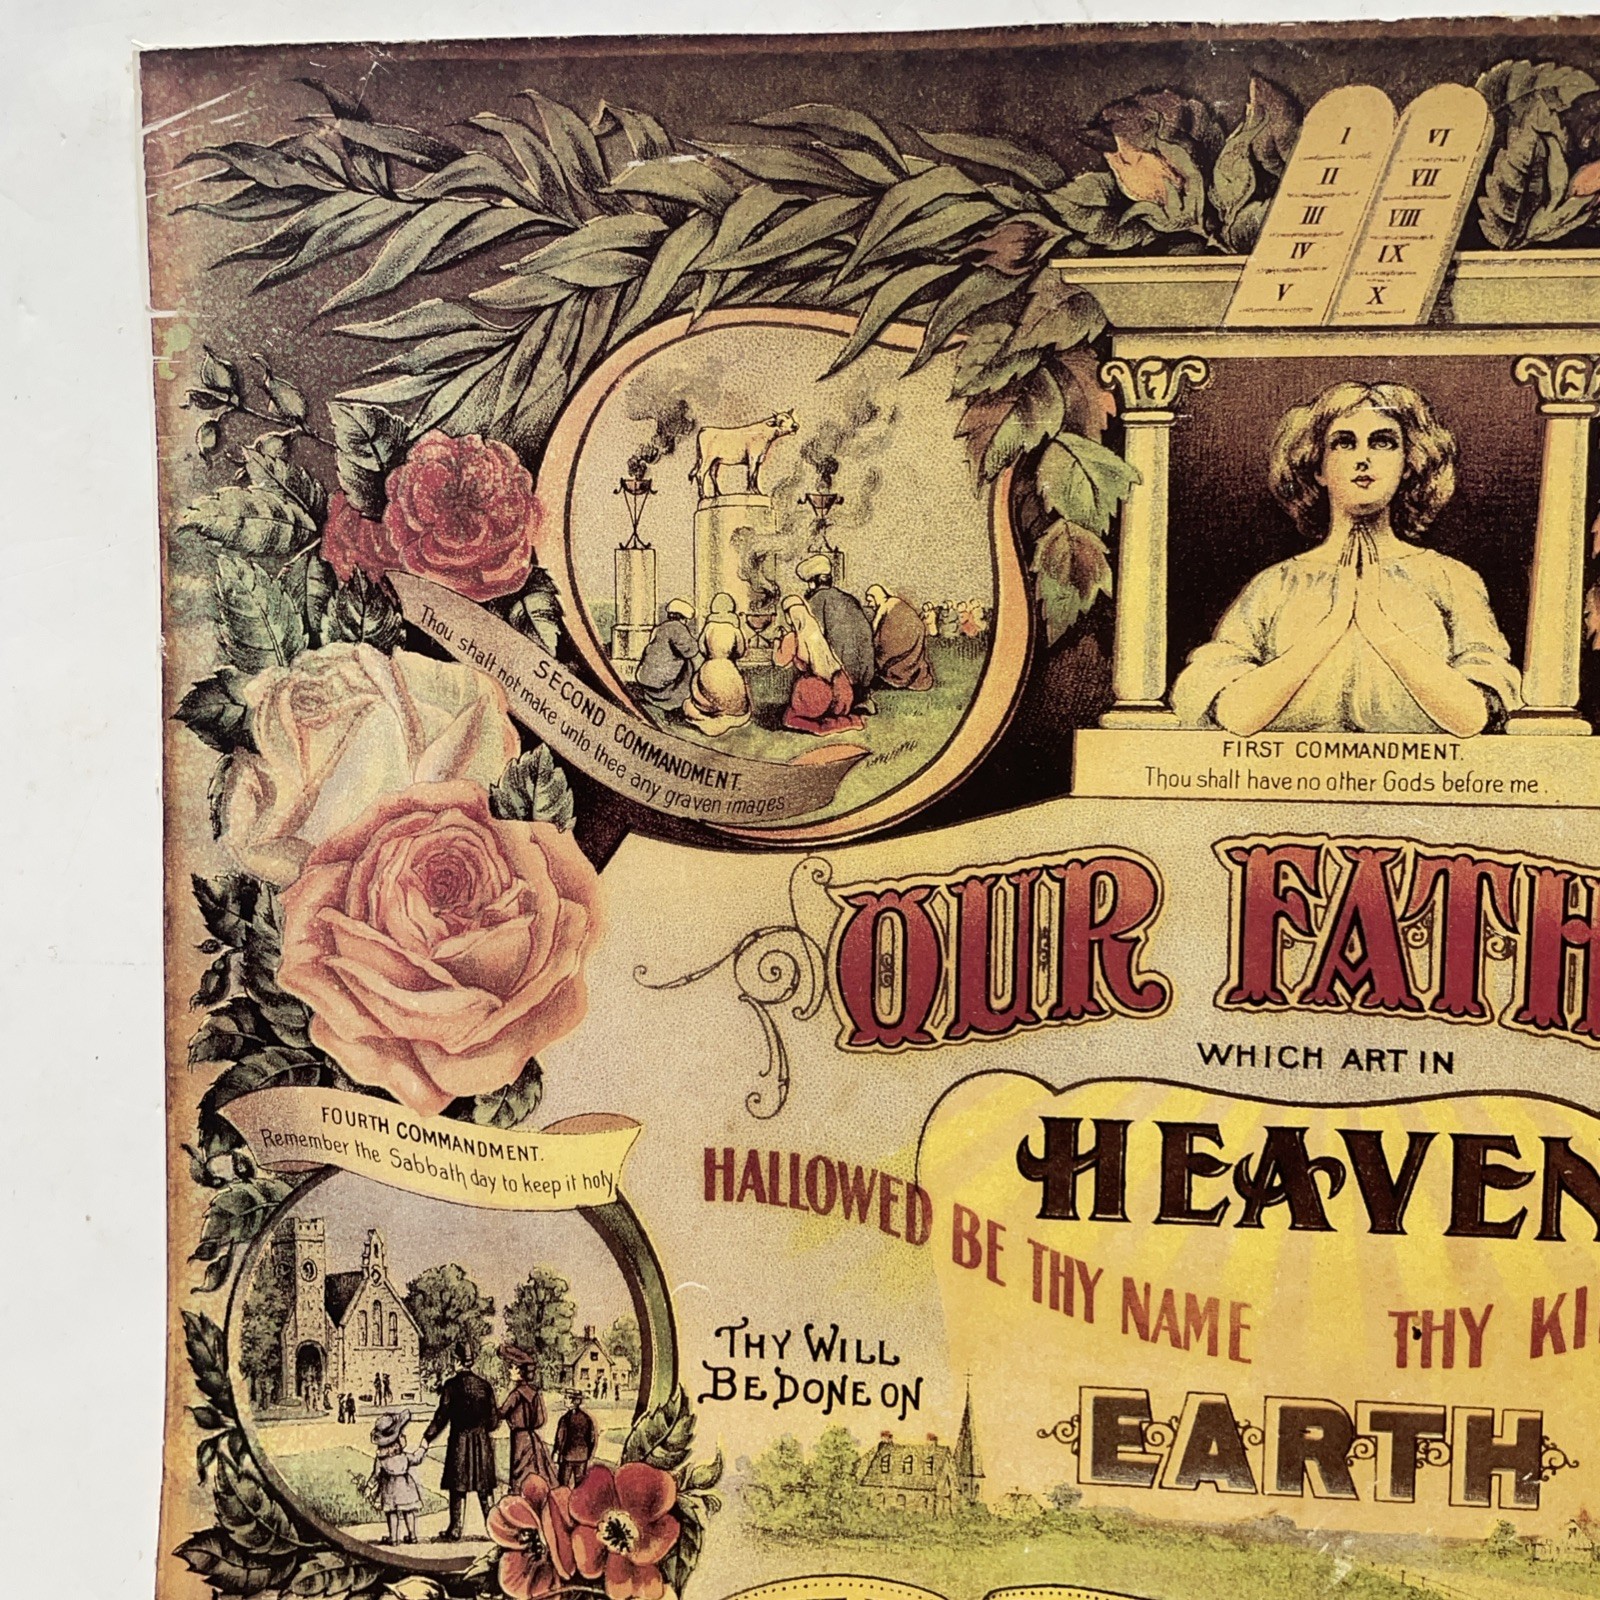 I VI
II VII
III VIII
IV IX
V X
SECOND COMMANDMENT.
Thou shalt not make unto thee any graven images
FIRST COMMANDMENT.
Thou shalt have no other Gods before me.
OUR FATH
WHICH ART IN
HEAVEN
HALLOWED BE THY NAME THY KI
FOURTH COMMANDMENT.
Remember the Sabbath day to keep it holy
THY WILL
BE DONE ON
EARTH